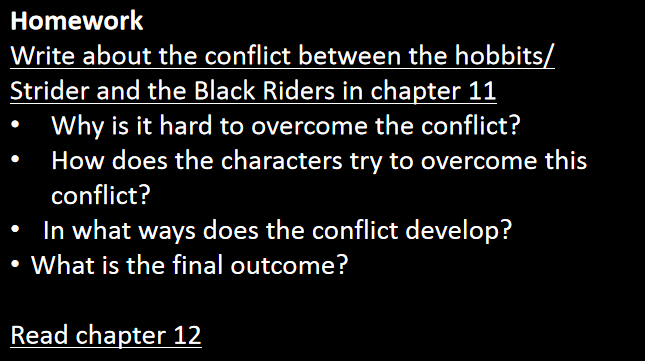 Homework
Write about the conflict between the hobbits/
Strider and the Black Riders in chapter 11
• Why is it hard to overcome the conflict?
• How does the characters try to overcome this
conflict?
• In what ways does the conflict develop?
• What is the final outcome?
Read chapter 12